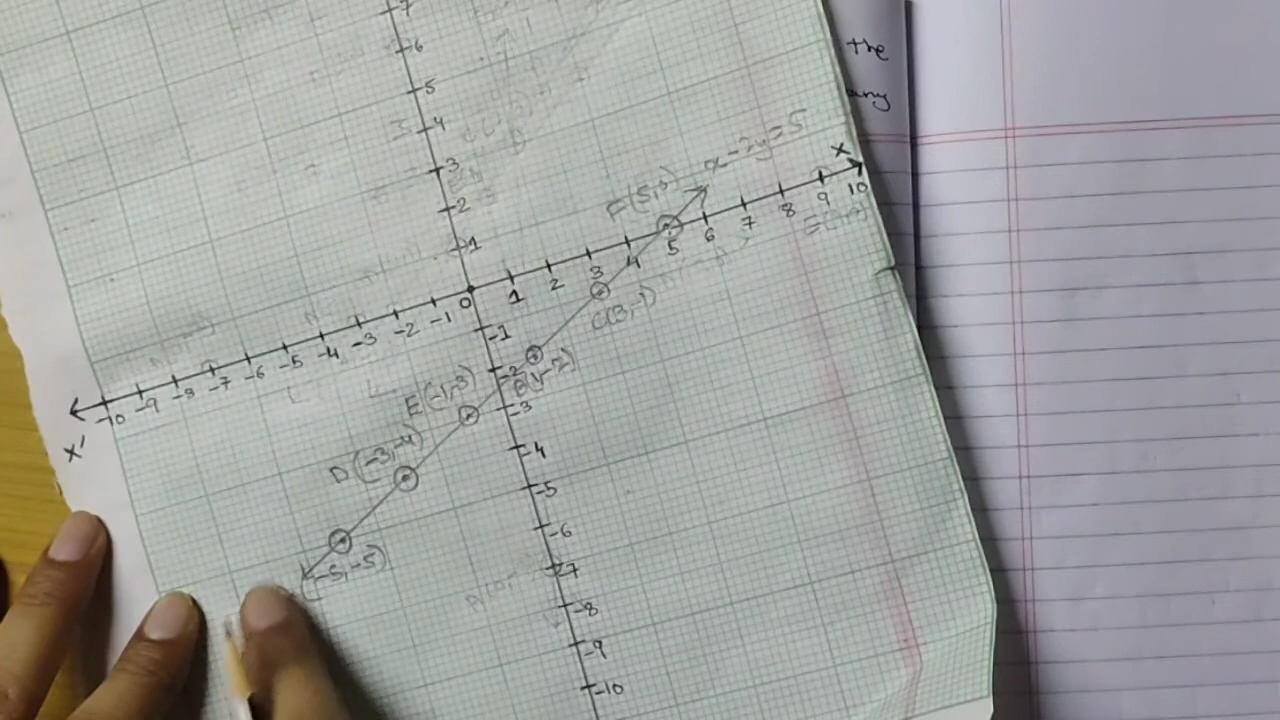 7
6
5
4
3
2
1
the
any
x-2y=5
X
F(5,0)
-10 -9 -8 -7 -6 -5 -4 -3 -2 -1 0 1 2 3 4 5 6 7 8 9 10
X'
C(3,-1)
-1
-2
B(1,-2)
E(-1,-3)
-3
D(-3,-4)
-4
-5
(-5,-5)
-6
-7
-8
-9
-10